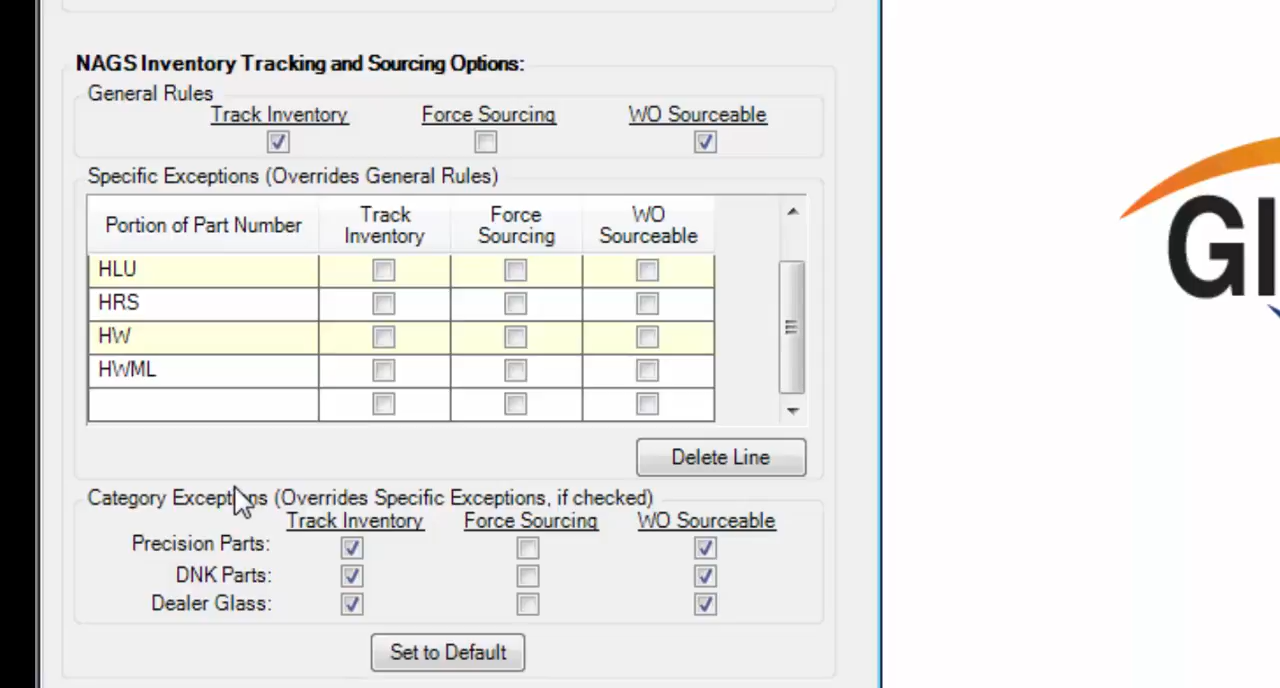 NAGS Inventory Tracking and Sourcing Options:
General Rules
Track Inventory Force Sourcing WO Sourceable
Specific Exceptions (Overrides General Rules)
Portion of Part Number Track Inventory Force Sourcing WO Sourceable
HLU
HRS
HW
HWML
Delete Line
Category Exceptions (Overrides Specific Exceptions, if checked)
Track Inventory Force Sourcing WO Sourceable
Precision Parts:
DNK Parts:
Dealer Glass:
Set to Default